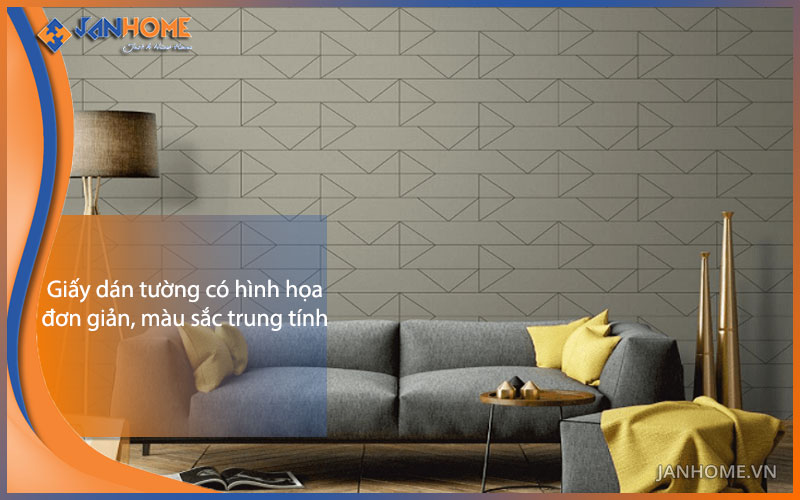 JANHOME
Giấy dán tường có hình họa
đơn giản, màu sắc trung tính
JANHOME.VN